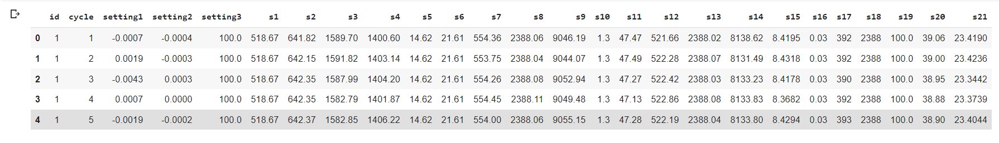 id cycle setting1 setting2 setting3 s1 s2 s3 s4 s5 s6 s7 s8 s9 s10 s11 s12 s13 s14 s15 s16 s17 s18 s19 s20 s21
0 1 1 -0.0007 -0.0004 100.0 518.67 641.82 1589.70 1400.60 14.62 21.61 554.36 2388.06 9046.19 1.3 47.47 521.66 2388.02 8138.62 8.4195 0.03 392 2388 100.0 39.06 23.4190
1 1 2 0.0019 -0.0003 100.0 518.67 642.15 1591.82 1403.14 14.62 21.61 553.75 2388.04 9044.07 1.3 47.49 522.28 2388.07 8131.49 8.4318 0.03 392 2388 100.0 39.00 23.4236
2 1 3 -0.0043 0.0003 100.0 518.67 642.35 1587.99 1404.20 14.62 21.61 554.26 2388.08 9052.94 1.3 47.27 522.42 2388.03 8133.23 8.4178 0.03 390 2388 100.0 38.95 23.3442
3 1 4 0.0007 0.0000 100.0 518.67 642.35 1582.79 1401.87 14.62 21.61 554.45 2388.11 9049.48 1.3 47.13 522.86 2388.08 8133.83 8.3682 0.03 392 2388 100.0 38.88 23.3739
4 1 5 -0.0019 -0.0002 100.0 518.67 642.37 1582.85 1406.22 14.62 21.61 554.00 2388.06 9055.15 1.3 47.28 522.19 2388.04 8133.80 8.4294 0.03 393 2388 100.0 38.90 23.4044